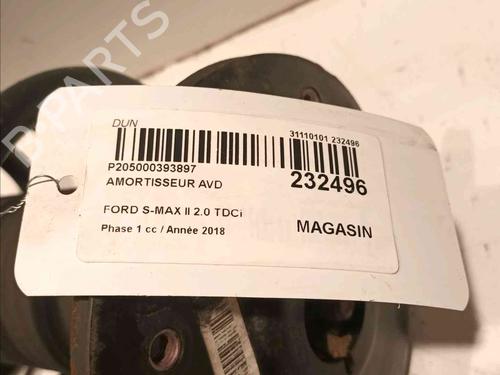 B-PARTS
DUN
31110101 232496
P205000393897
232496
AMORTISSEUR AVD
FORD S-MAX II 2.0 TDCi
Phase 1 cc / Année 2018
MAGASIN